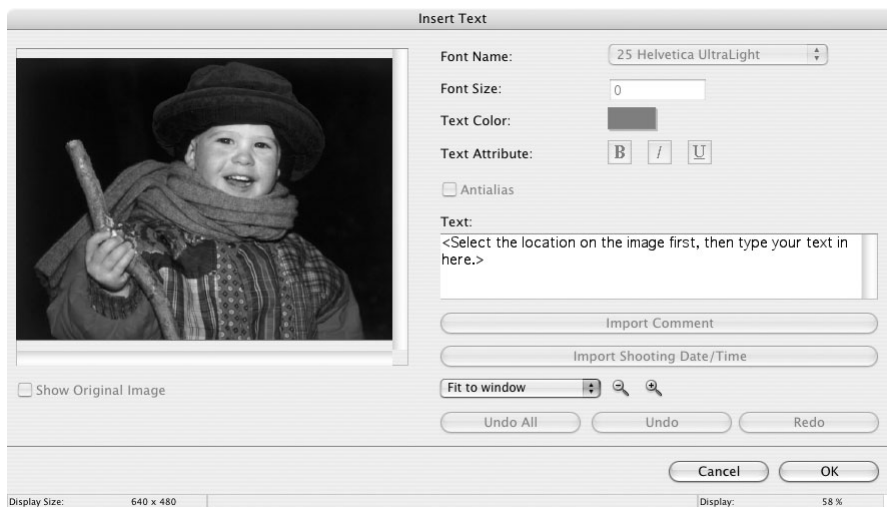 Insert Text
Font Name:
25 Helvetica UltraLight
Font Size:
0
Text Color:
Text Attribute:
B I U
Antialias
Text:
<Select the location on the image first, then type your text in
here.>
Import Comment
Import Shooting Date/Time
Show Original Image
Fit to window
Undo All Undo Redo
Cancel OK
Display Size: 640 x 480 Display: 58 %